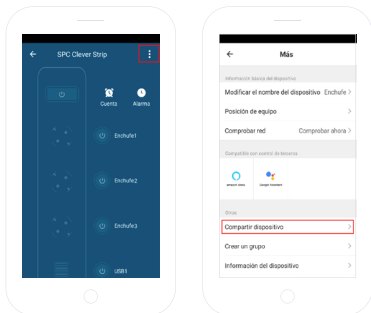 SPC Clever Strip
Cuenta
Alarma
Enchufe1
Enchufe2
Enchufe3
USB1
Más
Información básica del dispositivo
Modificar el nombre del dispositivo Enchufe >
Posición de equipo >
Comprobar red Comprobar ahora >
Compatible con control de terceros
Amazon Alexa
Google Assistant
Otros
Compartir dispositivo >
Crear un grupo >
Información del dispositivo >